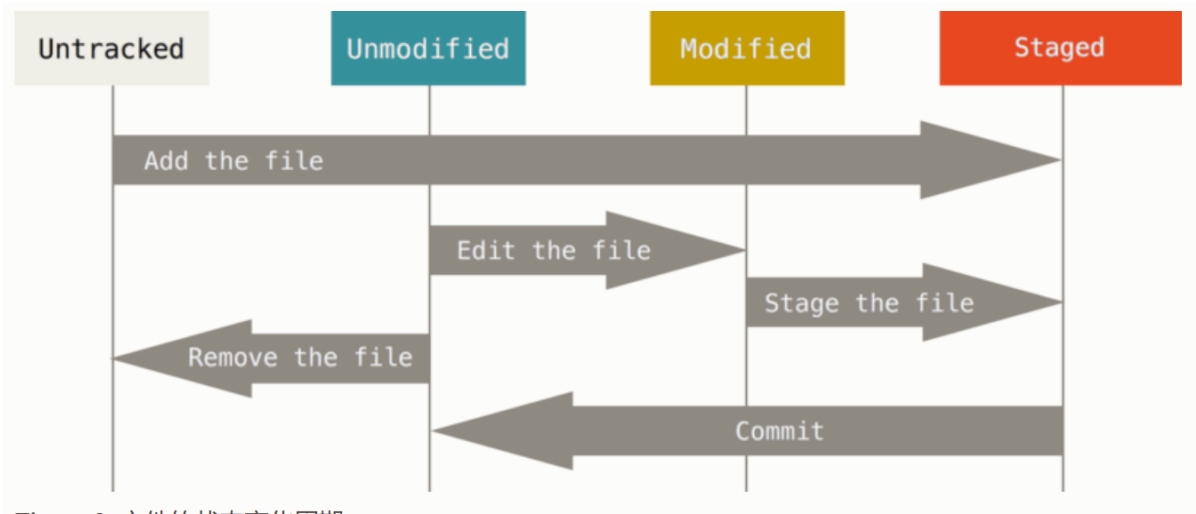 Untracked
Unmodified
Modified
Staged
Add the file
Edit the file
Stage the file
Remove the file
Commit